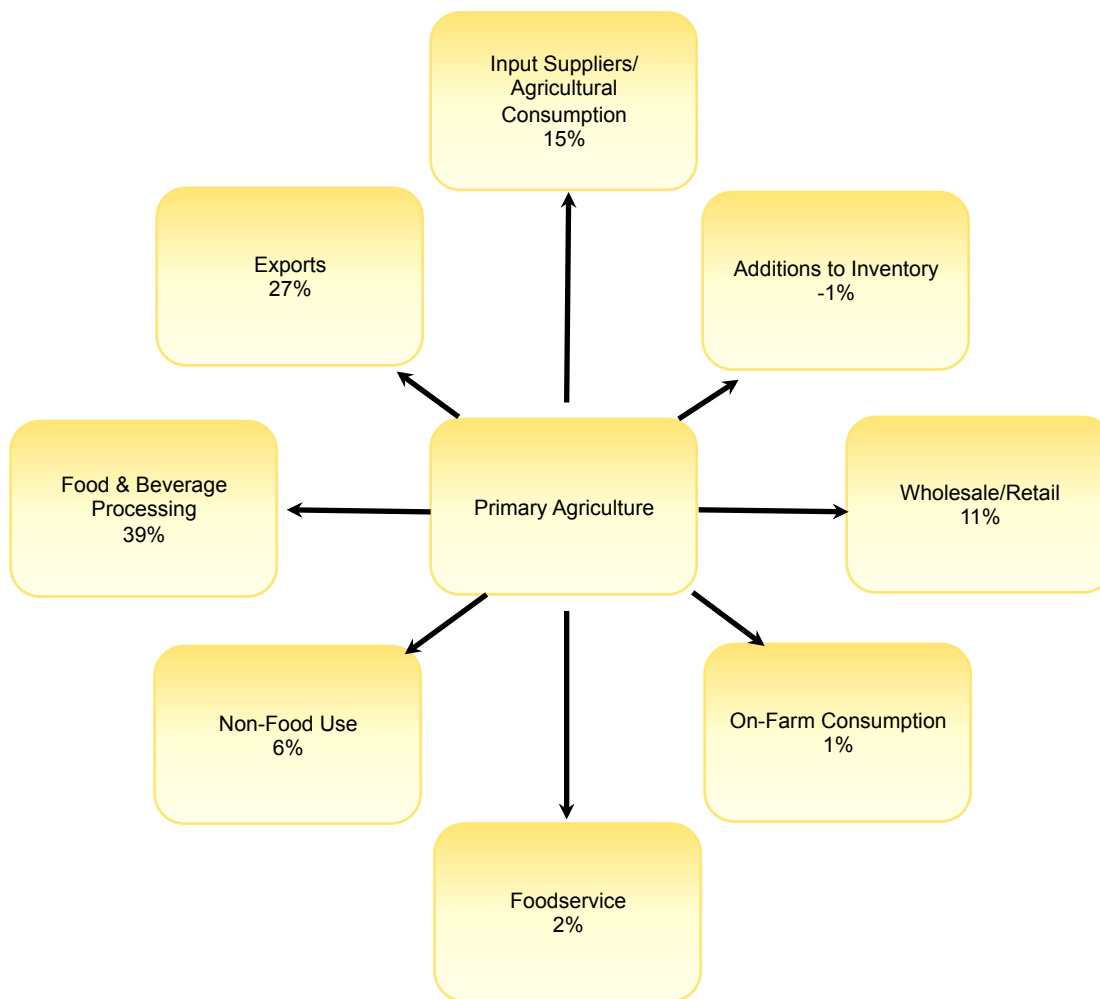 Input Suppliers/
Agricultural
Consumption
15%
Exports
27%
Additions to Inventory
-1%
Food & Beverage
Processing
39%
Primary Agriculture
Wholesale/Retail
11%
Non-Food Use
6%
On-Farm Consumption
1%
Foodservice
2%